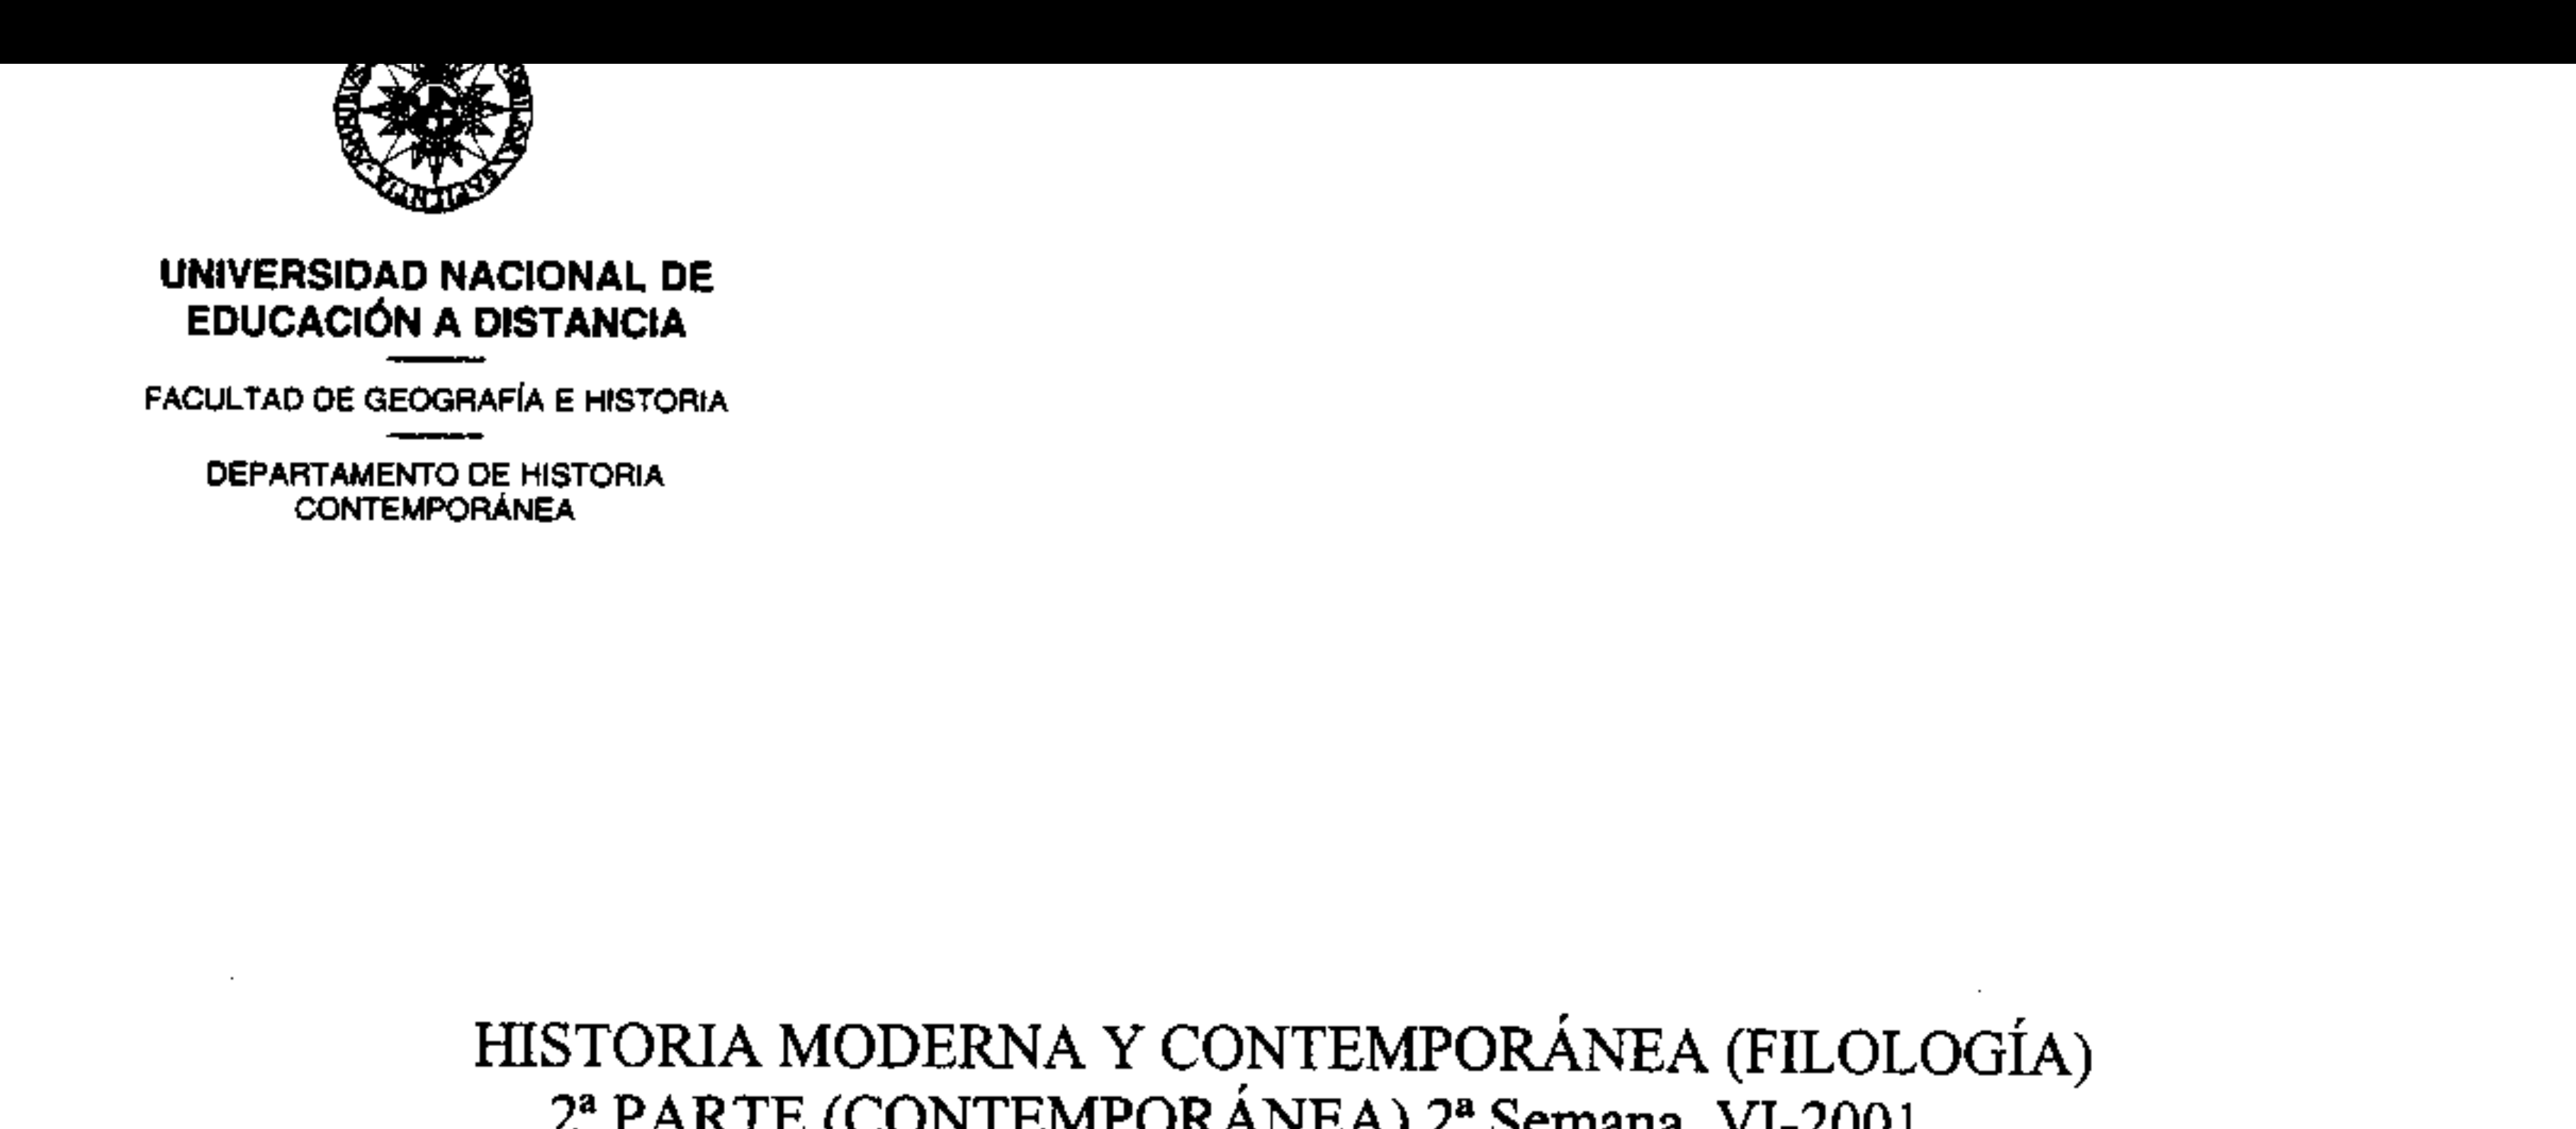 SAPIENTIA
UNIVERSIDAD NACIONAL DE
EDUCACIÓN A DISTANCIA
FACULTAD DE GEOGRAFÍA E HISTORIA
DEPARTAMENTO DE HISTORIA
CONTEMPORÁNEA
HISTORIA MODERNA Y CONTEMPORÁNEA (FILOLOGÍA)
2ª PARTE (CONTEMPORÁNEA) 2ª Semana VI-2001